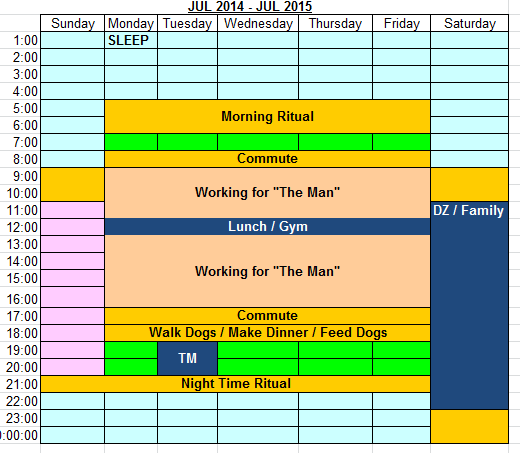 JUL 2014 - JUL 2015
Sunday Monday Tuesday Wednesday Thursday Friday Saturday
1:00 SLEEP
2:00
3:00
4:00
5:00
Morning Ritual
6:00
7:00
8:00 Commute
9:00
10:00 Working for "The Man"
11:00 DZ / Family
12:00 Lunch / Gym
13:00
14:00
Working for "The Man"
15:00
16:00
17:00 Commute
18:00 Walk Dogs / Make Dinner / Feed Dogs
19:00
TM
20:00
21:00 Night Time Ritual
22:00
23:00
0:00:00